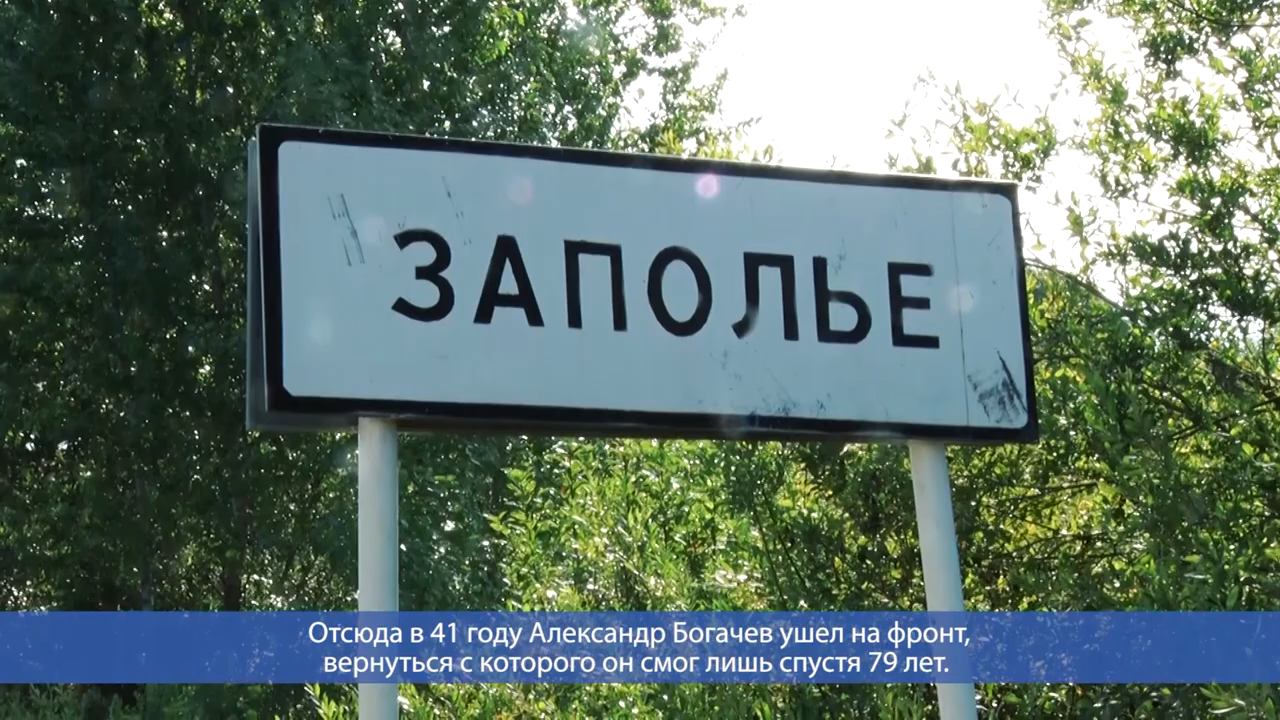 ЗАПОЛЬЕ
Отсюда в 41 году Александр Богачев ушел на фронт,
вернуться с которого он смог лишь спустя 79 лет.